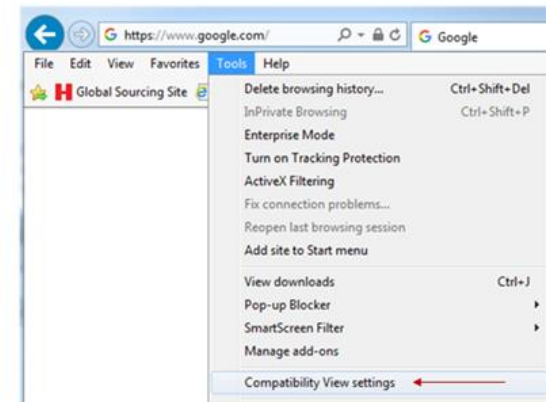 https://www.google.com/ Google
File Edit View Favorites Tools Help
H Global Sourcing Site
Delete browsing history... Ctrl+Shift+Del
InPrivate Browsing Ctrl+Shift+P
Enterprise Mode
Turn on Tracking Protection
ActiveX Filtering
Fix connection problems...
Reopen last browsing session
Add site to Start menu
View downloads Ctrl+J
Pop-up Blocker
SmartScreen Filter
Manage add-ons
Compatibility View settings